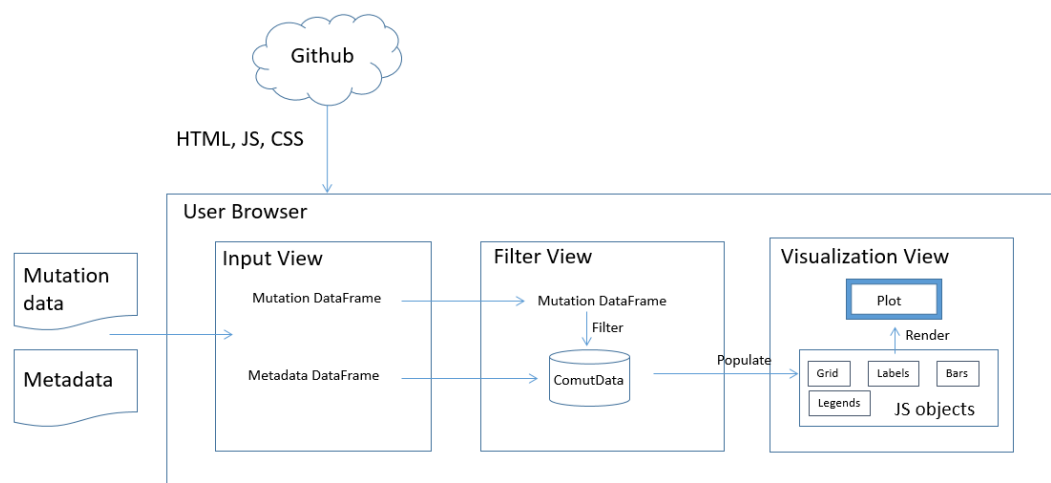 Github
HTML, JS, CSS
User Browser
Mutation
data
Metadata
Input View
Mutation DataFrame
Metadata DataFrame
Filter View
Mutation DataFrame
Filter
ComutData
Populate
Visualization View
Plot
Render
Grid
Labels
Bars
Legends
JS objects